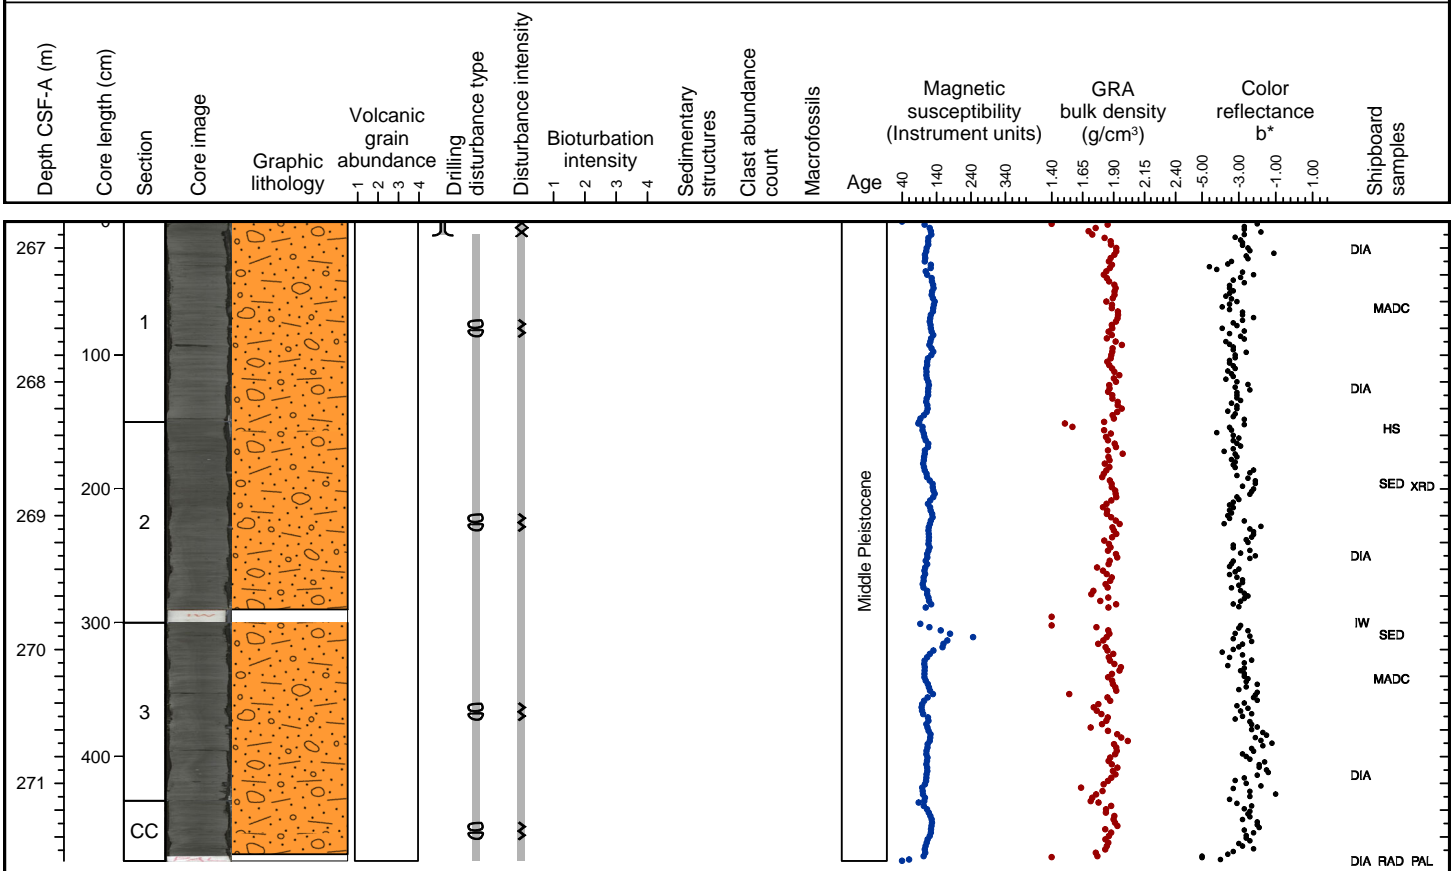 Depth CSF-A (m)
Core length (cm)
Section
Core image
Graphic
lithology
Volcanic
grain
abundance
1 2 3 4
Drilling
disturbance type
Disturbance intensity
Bioturbation
intensity
1 2 3 4
Sedimentary
structures
Clast abundance
count
Macrofossils
Age
Magnetic
susceptibility
(Instrument units)
40 140 240 340
GRA
bulk density
(g/cm³)
1.40 1.65 1.90 2.15 2.40
Color
reflectance
b*
-5.00 -3.00 -1.00 1.00
Shipboard
samples
0
267
100
268
200
269
300
270
400
271
1
2
3
CC
Middle Pleistocene
DIA
MADC
DIA
HS
SED XRD
DIA
IW
SED
MADC
DIA
DIA RAD PAL